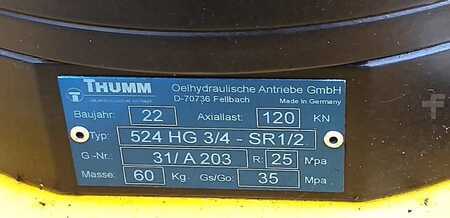 THUMM Oelhydraulische Antriebe GmbH
D-70736 Fellbach Made in Germany
Baujahr: 22 Axiallast: 120 KN
Typ: 524 HG 3/4 - SR1/2
G.-Nr.: 31/ A 203 R: 25 Mpa
Masse: 60 Kg. Gs/Go: 35 Mpa